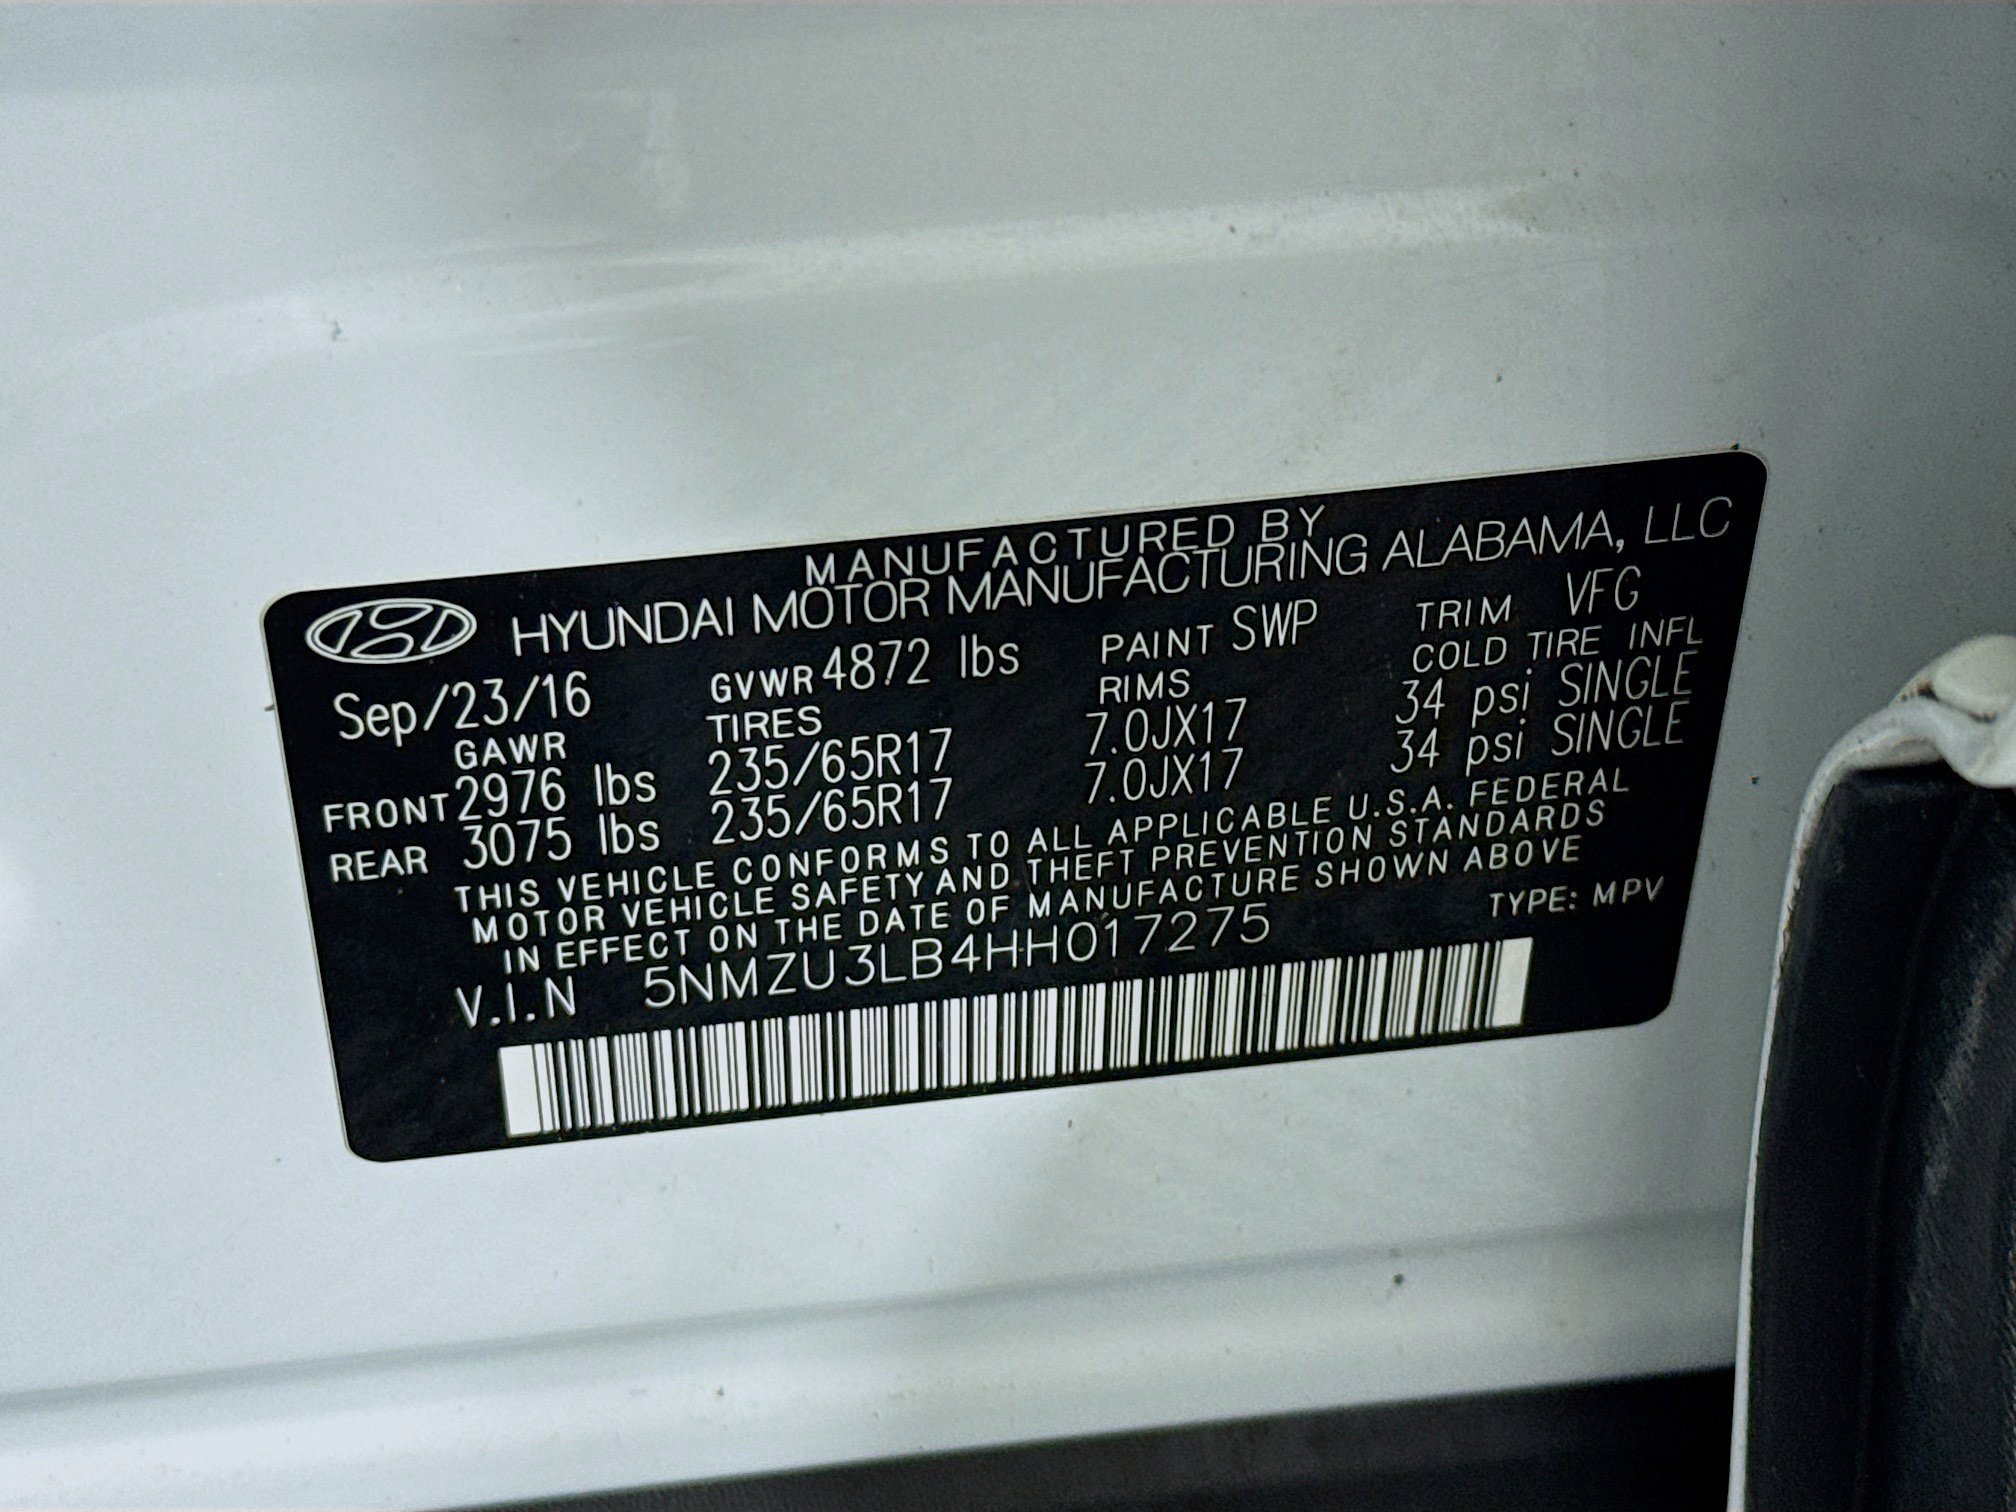 MANUFACTURED BY
HYUNDAI MOTOR MANUFACTURING ALABAMA, LLC
Sep/23/16 GVWR 4872 lbs PAINT SWP TRIM VFG
GAWR TIRES RIMS COLD TIRE INFL
FRONT 2976 lbs 235/65R17 7.0JX17 34 psi SINGLE
REAR 3075 lbs 235/65R17 7.0JX17 34 psi SINGLE
THIS VEHICLE CONFORMS TO ALL APPLICABLE U.S.A. FEDERAL
MOTOR VEHICLE SAFETY AND THEFT PREVENTION STANDARDS
IN EFFECT ON THE DATE OF MANUFACTURE SHOWN ABOVE
V.I.N 5NMZU3LB4HH017275 TYPE: MPV